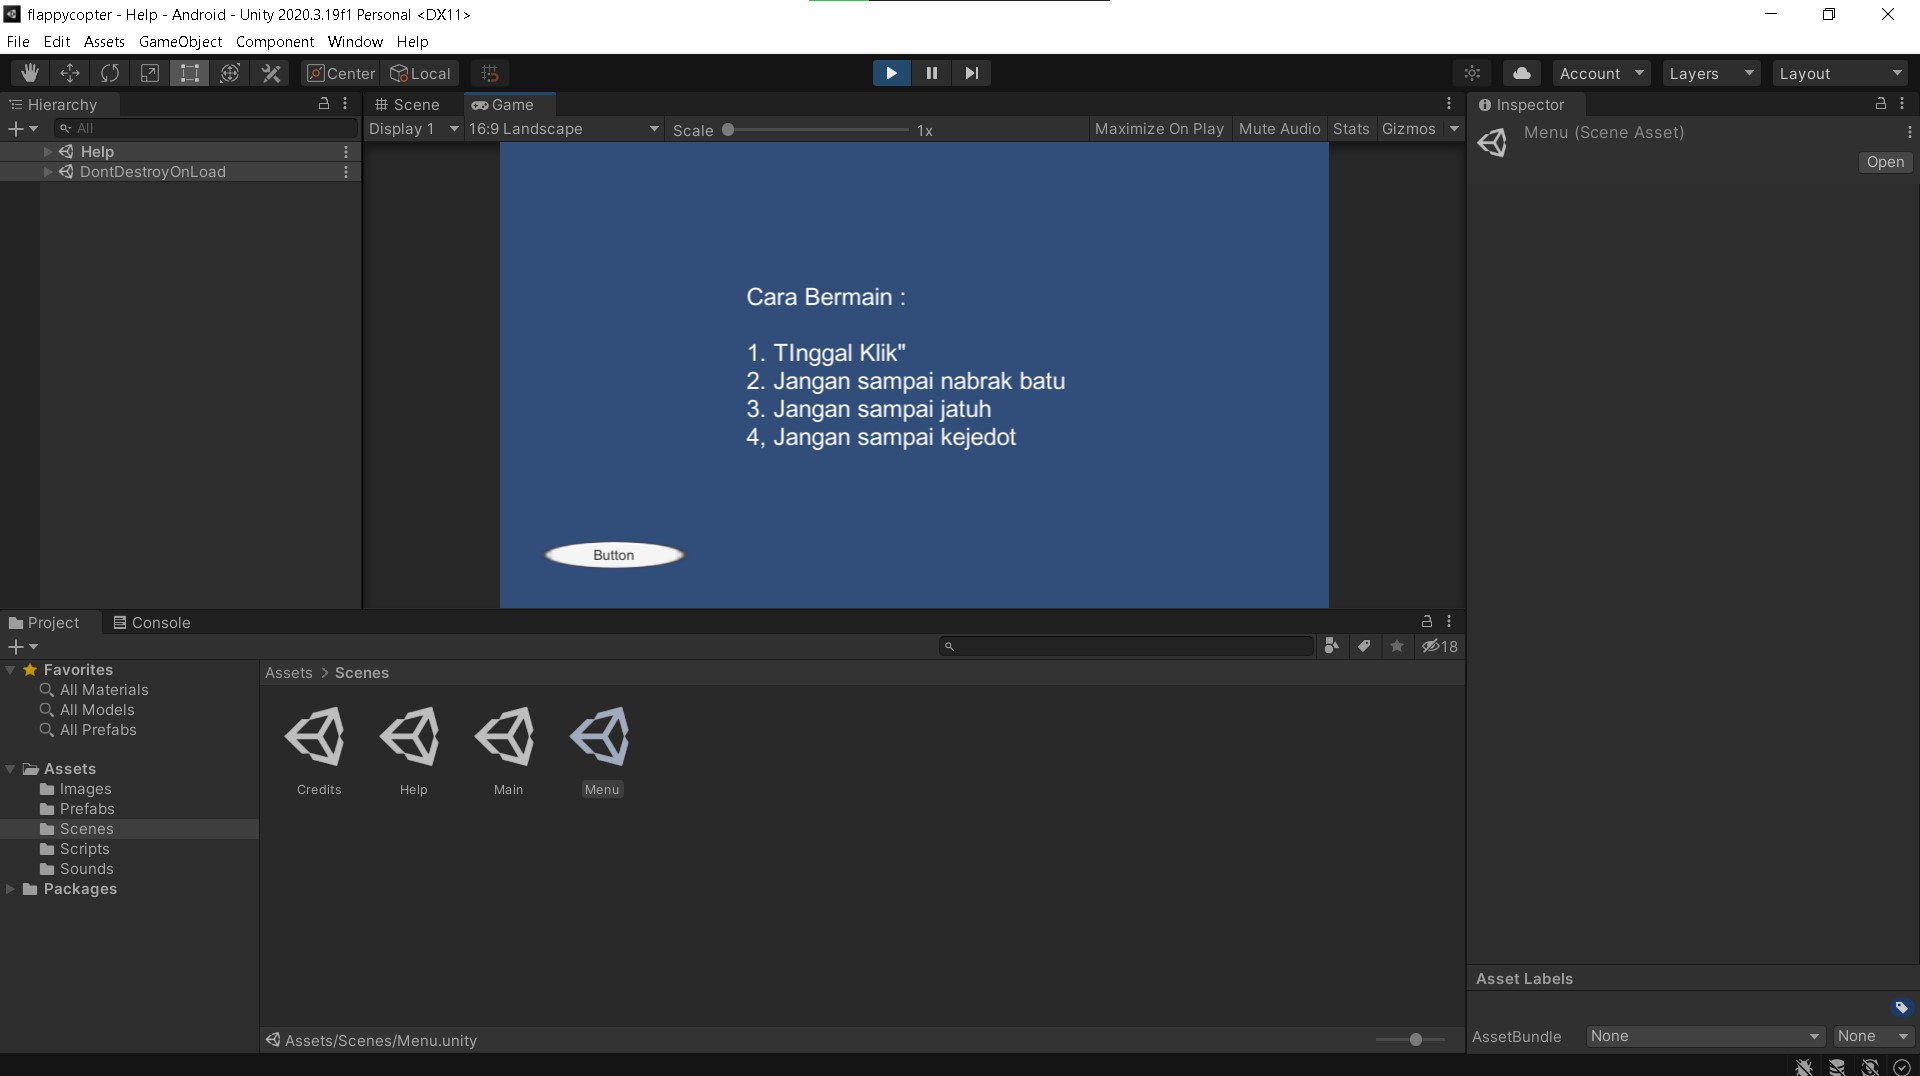 flappycopter - Help - Android - Unity 2020.3.19f1 Personal <DX11>
File Edit Assets GameObject Component Window Help
Center Local Account Layers Layout
Hierarchy
All
Help
DontDestroyOnLoad
Scene Game
Display 1 16:9 Landscape Scale 1x Maximize On Play Mute Audio Stats Gizmos
Cara Bermain :
1. TInggal Klik"
2. Jangan sampai nabrak batu
3. Jangan sampai jatuh
4, Jangan sampai kejedot
Button
Inspector
Menu (Scene Asset)
Open
Project Console
18
Favorites
All Materials
All Models
All Prefabs
Assets
Images
Prefabs
Scenes
Scripts
Sounds
Packages
Assets > Scenes
Credits Help Main Menu
Assets/Scenes/Menu.unity
Asset Labels
AssetBundle None None